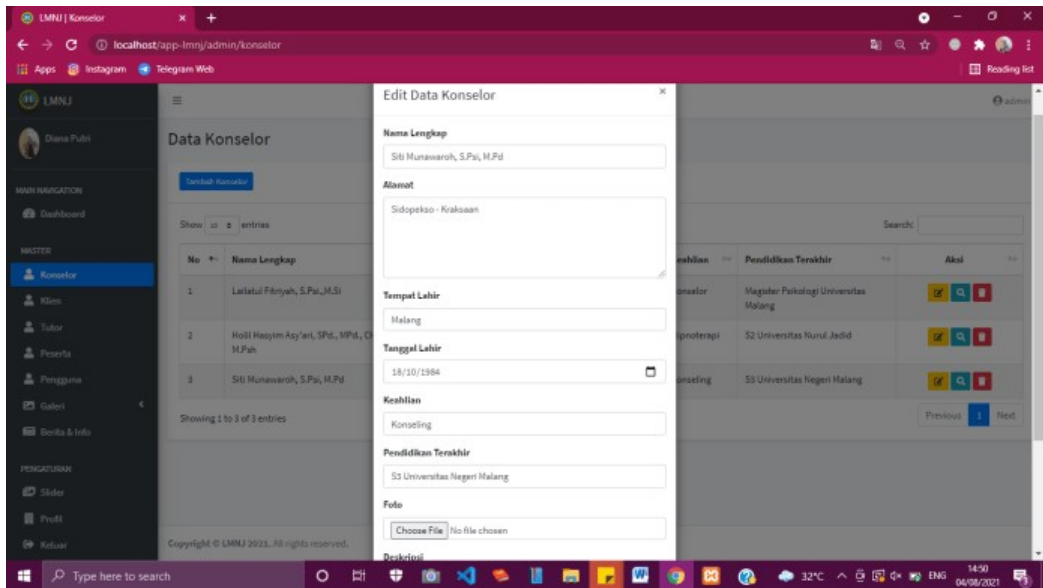 LMNJ | Konselor
localhost/app-lmnj/admin/konselor
Apps Instagram Telegram Web Reading list
LMNJ
admin
Diana Putri
MAIN NAVIGATION
Dashboard
MASTER
Konselor
Klien
Tutor
Peserta
Pengguna
Galeri
Berita & Info
PENGATURAN
Slider
Profil
Keluar
Data Konselor
Tambah Konselor
Show 10 entries
Search:
No Nama Lengkap Keahlian Pendidikan Terakhir Aksi
1 Lailatul Fitriyah, S.Psi.,M.Si Magister Psikologi Universitas
Malang
2 Holil Hasyim Asy'ari, SPd., MPd., S2 Universitas Nurul Jadid
M.Psh
3 Siti Munawaroh, S.Psi, M.Pd S3 Universitas Negeri Malang
Showing 1 to 3 of 3 entries
Previous 1 Next
Copyright © LMNJ 2021. All rights reserved.
Edit Data Konselor
Nama Lengkap
Siti Munawaroh, S.Psi, M.Pd
Alamat
Sidopekso - Kraksaan
Tempat Lahir
Malang
Tanggal Lahir
18/10/1984
Keahlian
Konseling
Pendidikan Terakhir
S3 Universitas Negeri Malang
Foto
Choose File No file chosen
Deskripsi
Type here to search
32°C ENG
14:50
04/08/2021